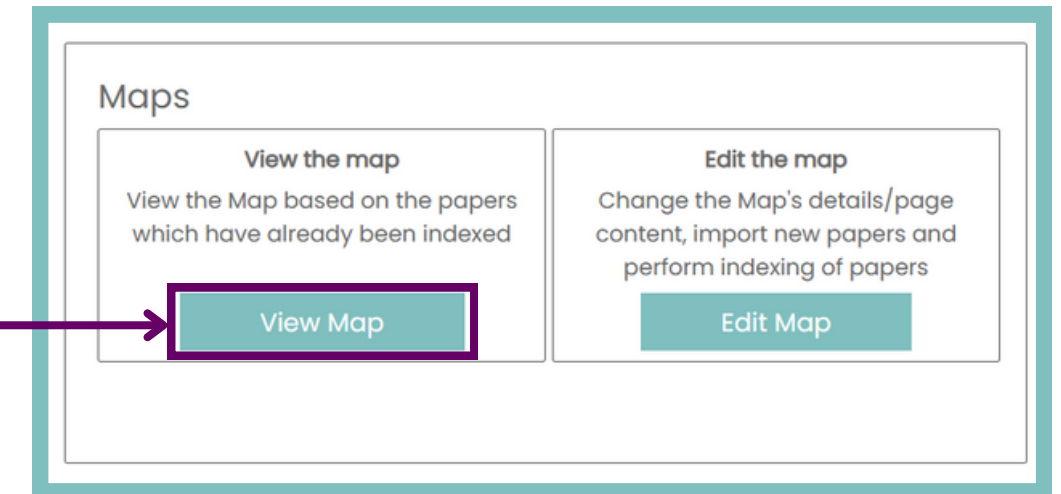 Maps
View the map
View the Map based on the papers
which have already been indexed
View Map
Edit the map
Change the Map's details/page
content, import new papers and
perform indexing of papers
Edit Map